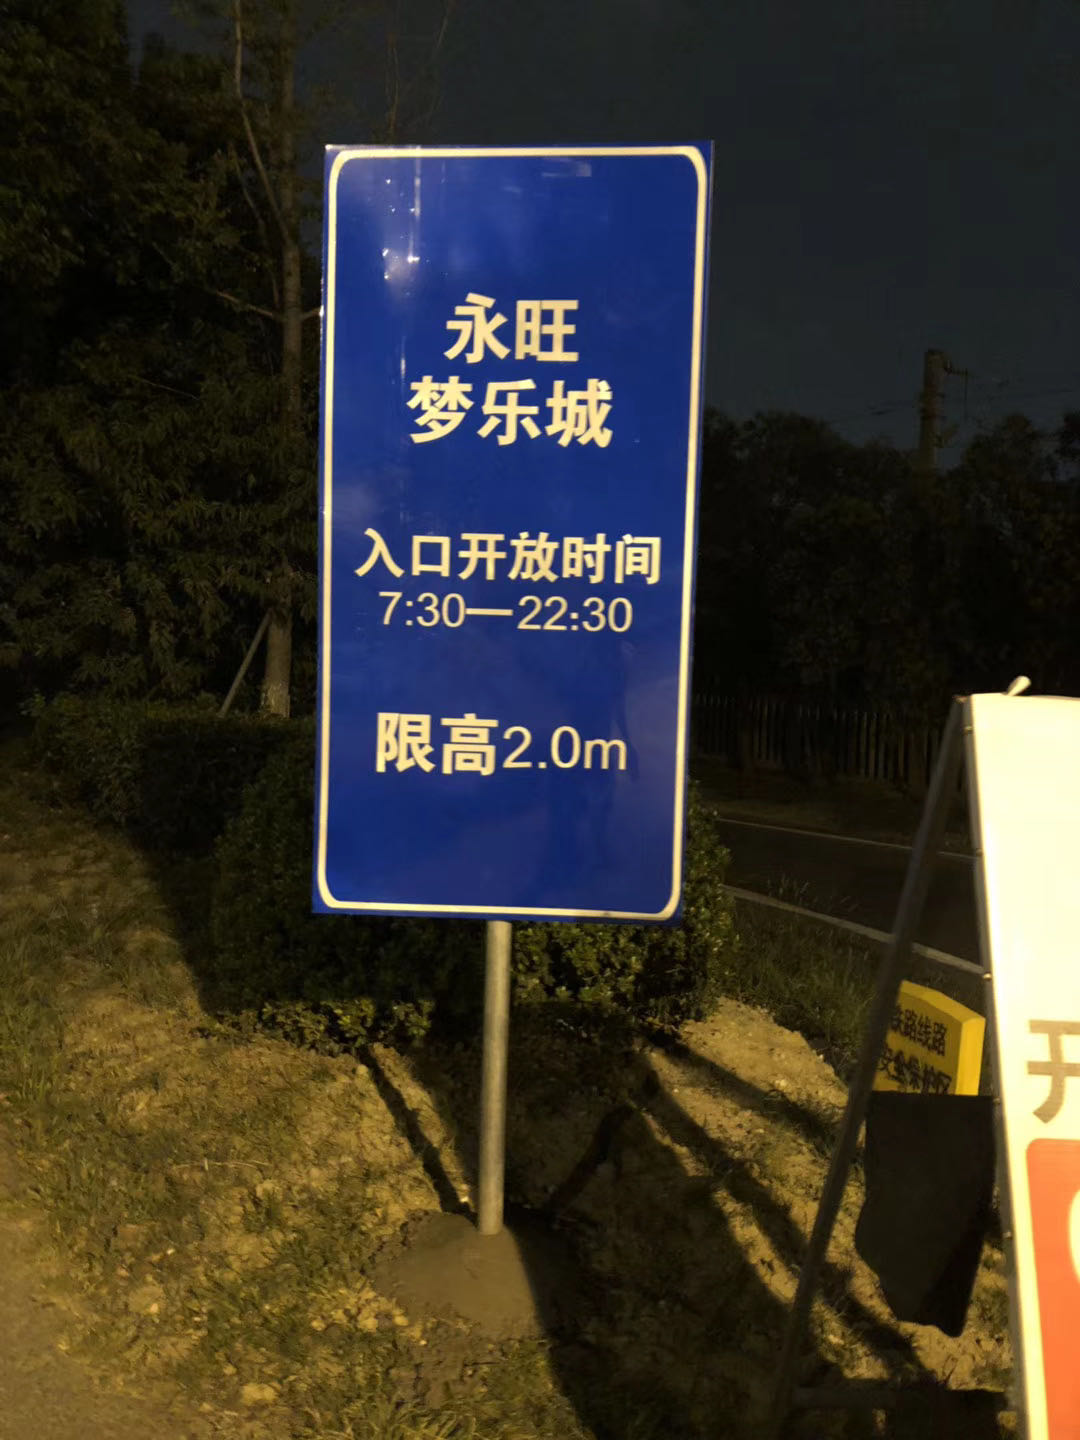 永旺
梦乐城
入口开放时间
7:30—22:30
限高2.0m
铁路线路
安全保护区
开